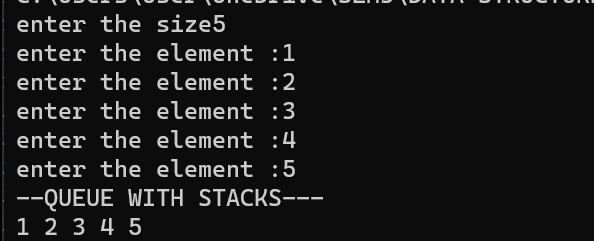 enter the size5
enter the element :1
enter the element :2
enter the element :3
enter the element :4
enter the element :5
--QUEUE WITH STACKS---
1 2 3 4 5